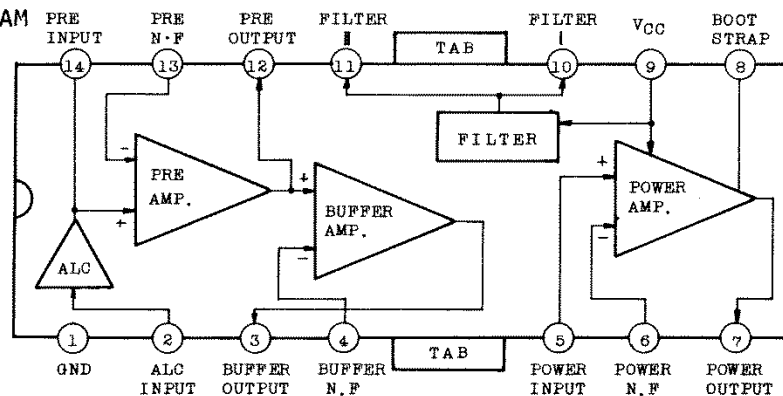 AM
PRE INPUT
PRE N·F
PRE OUTPUT
FILTER II
FILTER I
VCC
BOOT STRAP
TAB
14
13
12
11
10
9
8
FILTER
-
PRE AMP.
+
+
BUFFER AMP.
-
+
POWER AMP.
-
ALC
1
2
3
4
5
6
7
TAB
GND
ALC INPUT
BUFFER OUTPUT
BUFFER N.F
POWER INPUT
POWER N.F
POWER OUTPUT